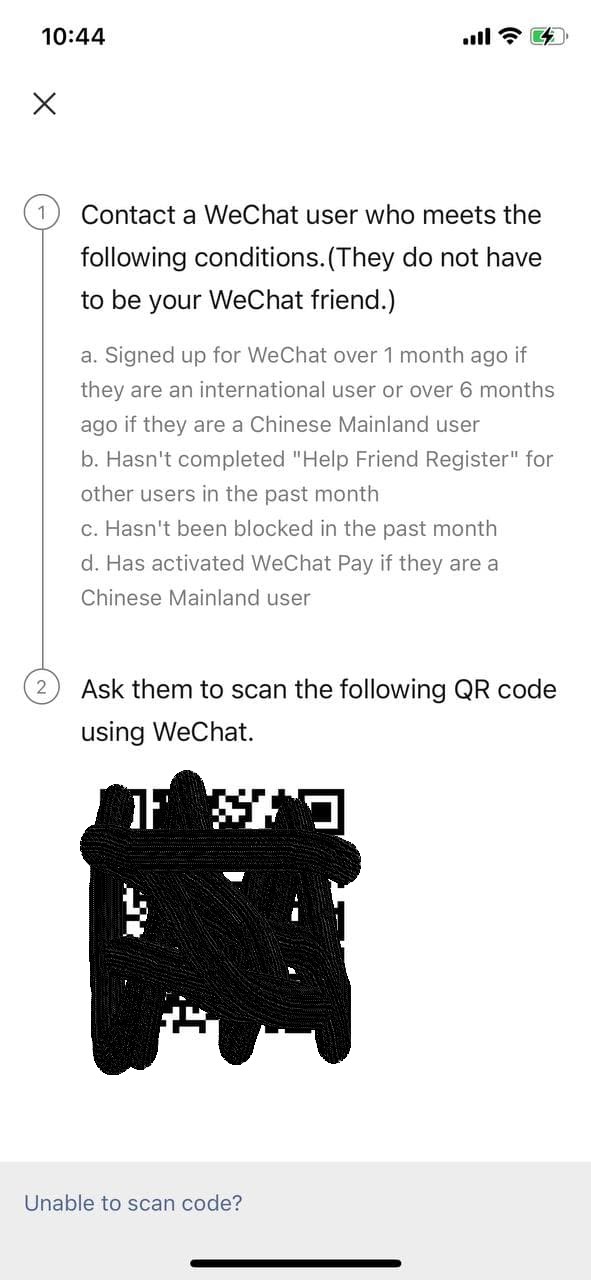 10:44
1
Contact a WeChat user who meets the
following conditions.(They do not have
to be your WeChat friend.)
a. Signed up for WeChat over 1 month ago if
they are an international user or over 6 months
ago if they are a Chinese Mainland user
b. Hasn't completed "Help Friend Register" for
other users in the past month
c. Hasn't been blocked in the past month
d. Has activated WeChat Pay if they are a
Chinese Mainland user
2
Ask them to scan the following QR code
using WeChat.
Unable to scan code?